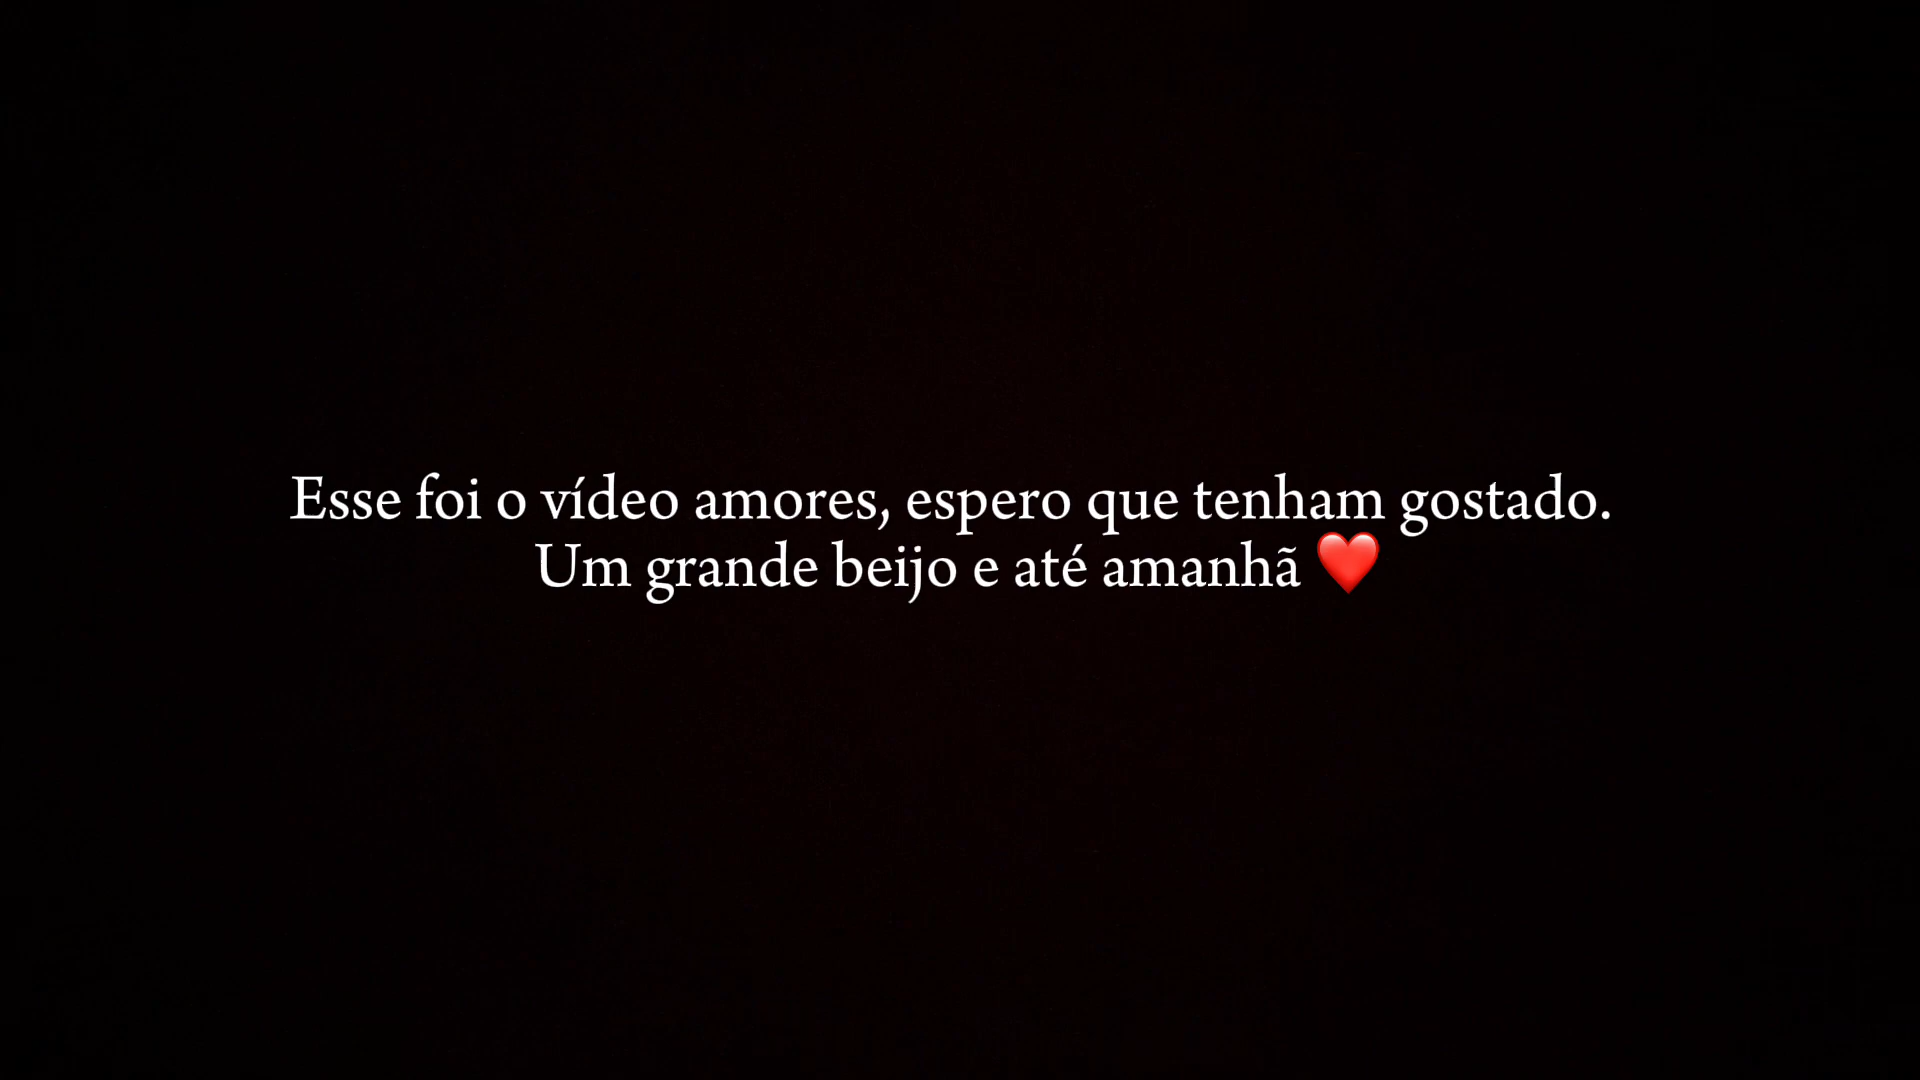 Esse foi o vídeo amores, espero que tenham gostado.
Um grande beijo e até amanhã ❤️